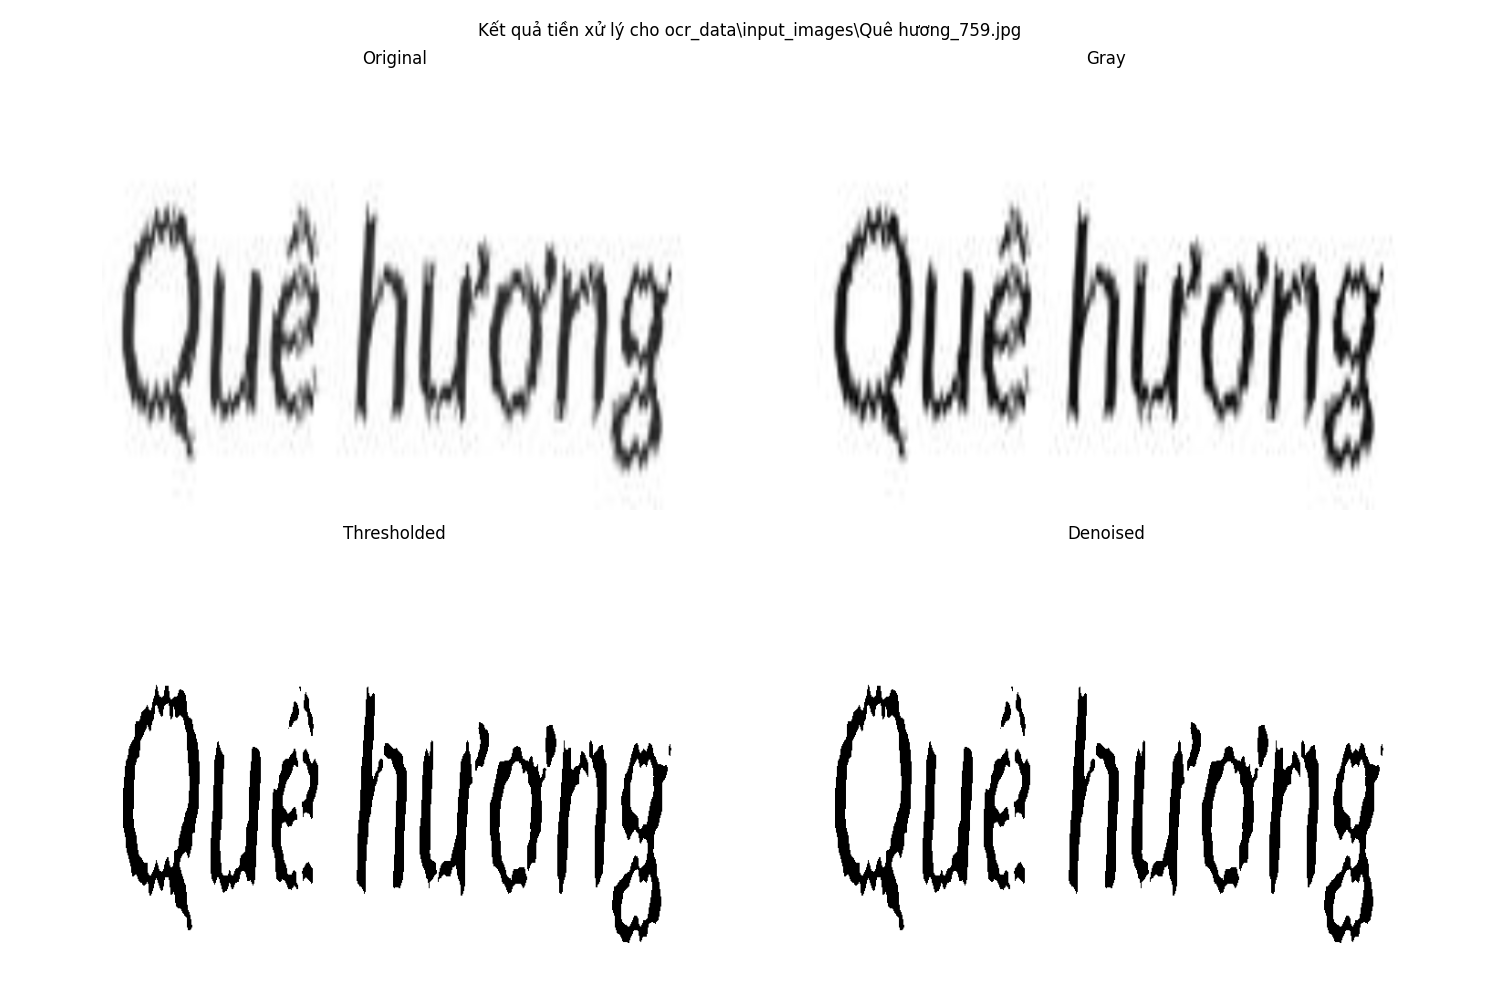 Kết quả tiền xử lý cho ocr_data\input_images\Quê hương_759.jpg
Original
Gray
Quê hương
Quê hương
Thresholded
Denoised
Quê hương
Quê hương